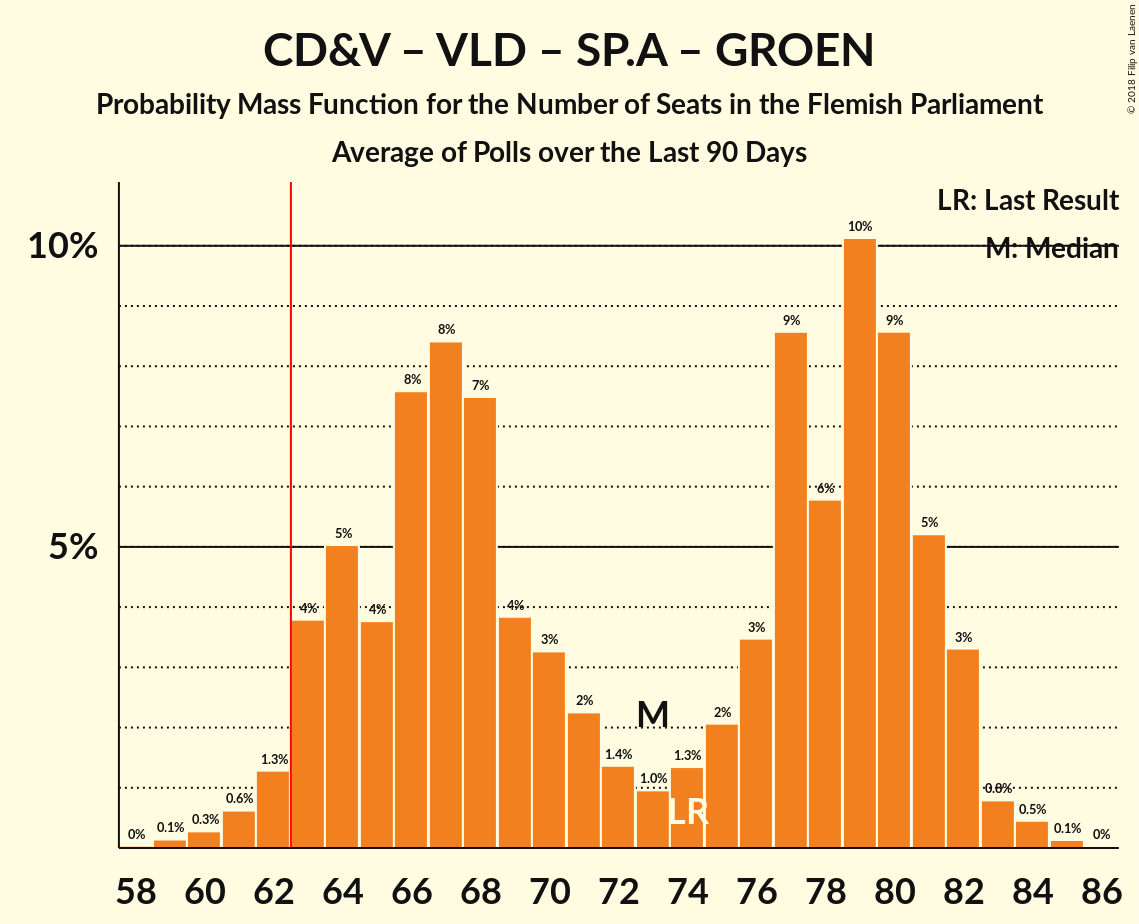 CD&V – VLD – SP.A – GROEN
Probability Mass Function for the Number of Seats in the Flemish Parliament
Average of Polls over the Last 90 Days
© 2018 Filip van Laenen
LR: Last Result
M: Median
10%
5%
0% 0.1% 0.3% 0.6% 1.3% 4% 5% 4% 8% 8% 7% 4% 3% 2% 1.4% 1.0% 1.3% 2% 3% 9% 6% 10% 9% 5% 3% 0.8% 0.5% 0.1% 0%
M
LR
58 60 62 64 66 68 70 72 74 76 78 80 82 84 86